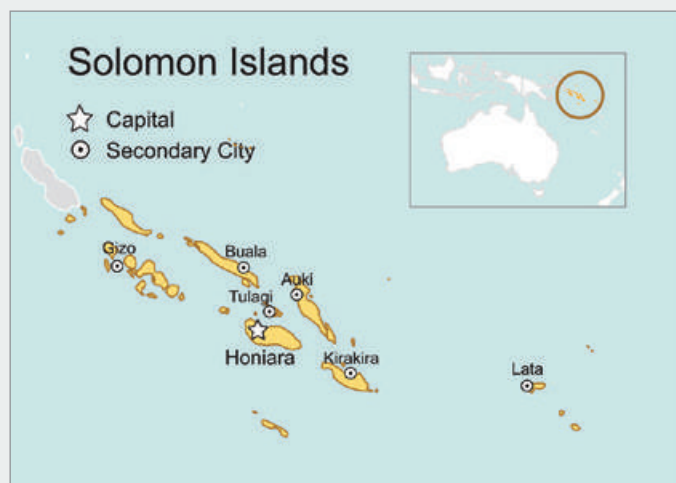 Solomon Islands
Capital
Secondary City
Gizo
Buala
Auki
Tulagi
Honiara
Kirakira
Lata